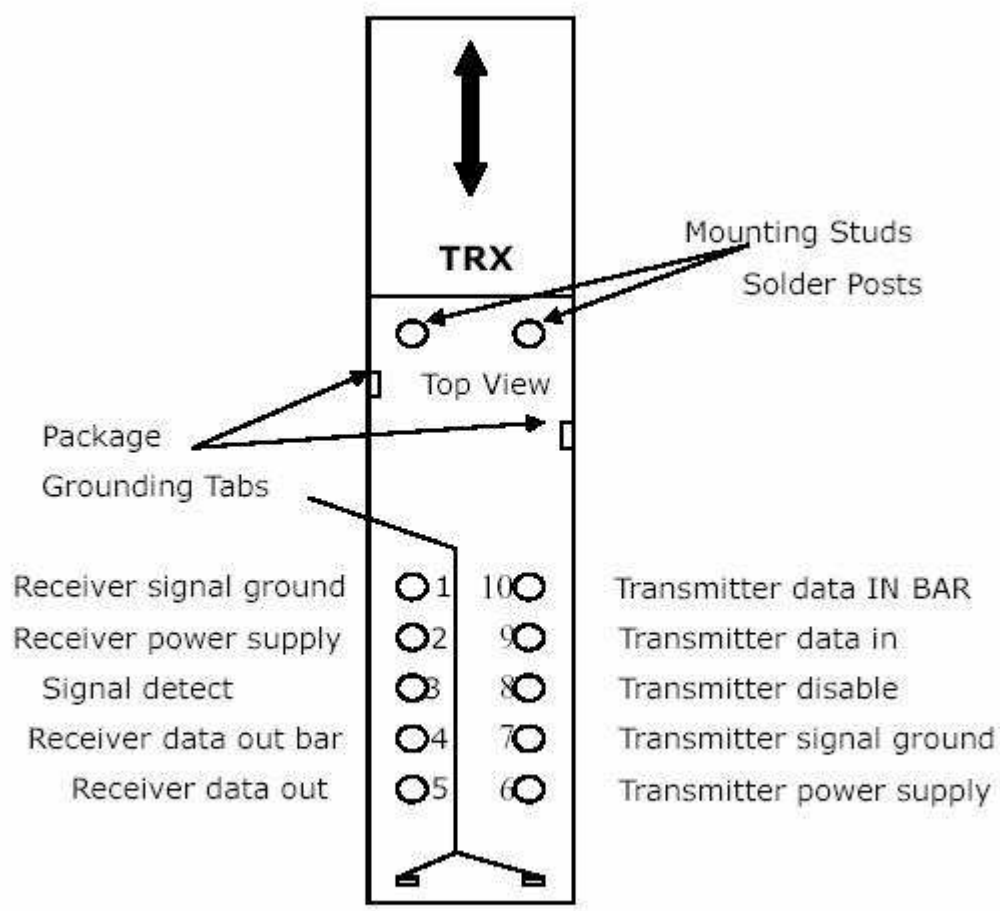 TRX
Mounting Studs
Solder Posts
Top View
Package
Grounding Tabs
Receiver signal ground 1 10 Transmitter data IN BAR
Receiver power supply 2 9 Transmitter data in
Signal detect 3 8 Transmitter disable
Receiver data out bar 4 7 Transmitter signal ground
Receiver data out 5 6 Transmitter power supply